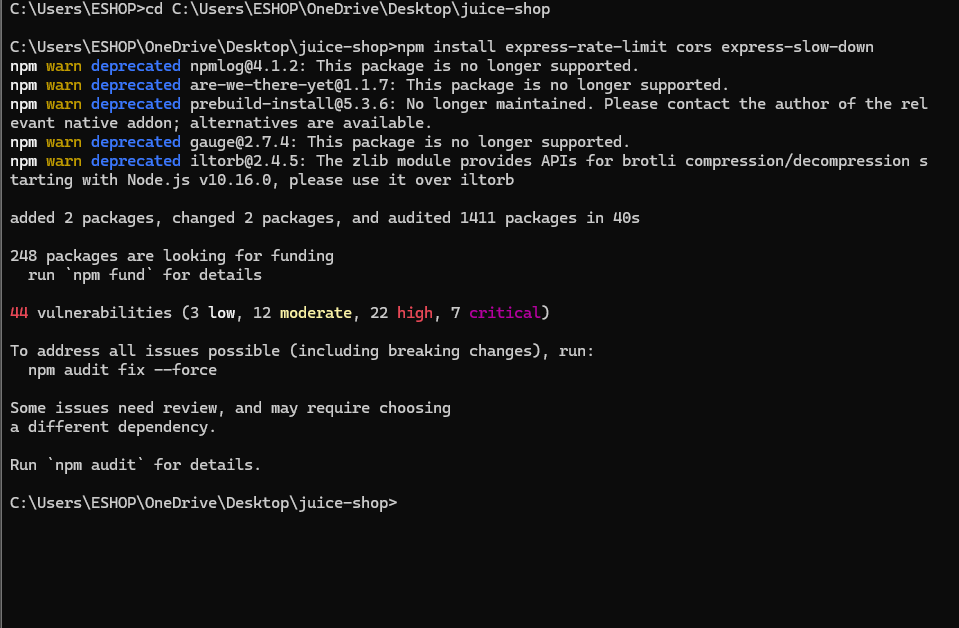 C:\Users\ESHOP>cd C:\Users\ESHOP\OneDrive\Desktop\juice-shop
C:\Users\ESHOP\OneDrive\Desktop\juice-shop>npm install express-rate-limit cors express-slow-down
npm warn deprecated npmlog@4.1.2: This package is no longer supported.
npm warn deprecated are-we-there-yet@1.1.7: This package is no longer supported.
npm warn deprecated prebuild-install@5.3.6: No longer maintained. Please contact the author of the rel
evant native addon; alternatives are available.
npm warn deprecated gauge@2.7.4: This package is no longer supported.
npm warn deprecated iltorb@2.4.5: The zlib module provides APIs for brotli compression/decompression s
tarting with Node.js v10.16.0, please use it over iltorb
added 2 packages, changed 2 packages, and audited 1411 packages in 40s
248 packages are looking for funding
  run `npm fund` for details
44 vulnerabilities (3 low, 12 moderate, 22 high, 7 critical)
To address all issues possible (including breaking changes), run:
  npm audit fix --force
Some issues need review, and may require choosing
a different dependency.
Run `npm audit` for details.
C:\Users\ESHOP\OneDrive\Desktop\juice-shop>